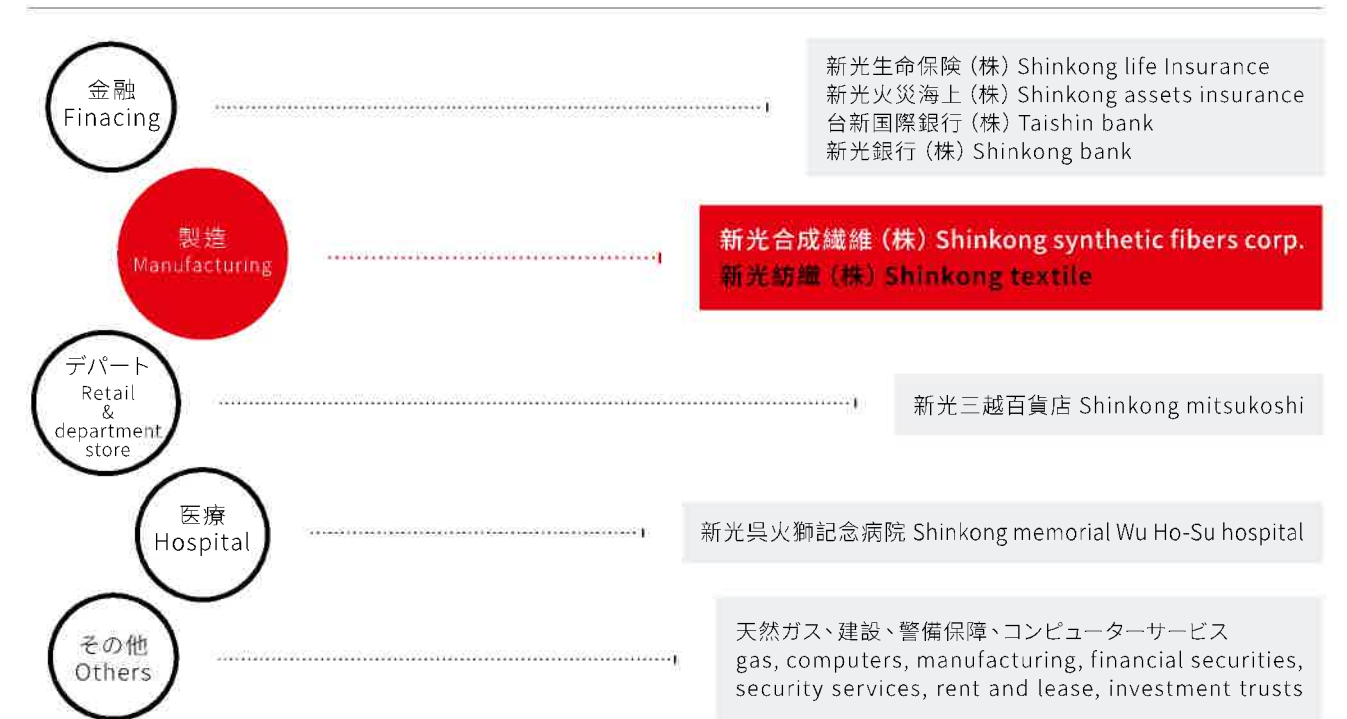 金融
Finacing
新光生命保険（株）Shinkong life Insurance
新光火災海上（株）Shinkong assets insurance
台新国際銀行（株）Taishin bank
新光銀行（株）Shinkong bank
製造
Manufacturing
新光合成繊維（株）Shinkong synthetic fibers corp.
新光紡織（株）Shinkong textile
デパート
Retail
&
department
store
新光三越百貨店 Shinkong mitsukoshi
医療
Hospital
新光呉火獅記念病院 Shinkong memorial Wu Ho-Su hospital
その他
Others
天然ガス、建設、警備保障、コンピューターサービス
gas, computers, manufacturing, financial securities,
security services, rent and lease, investment trusts